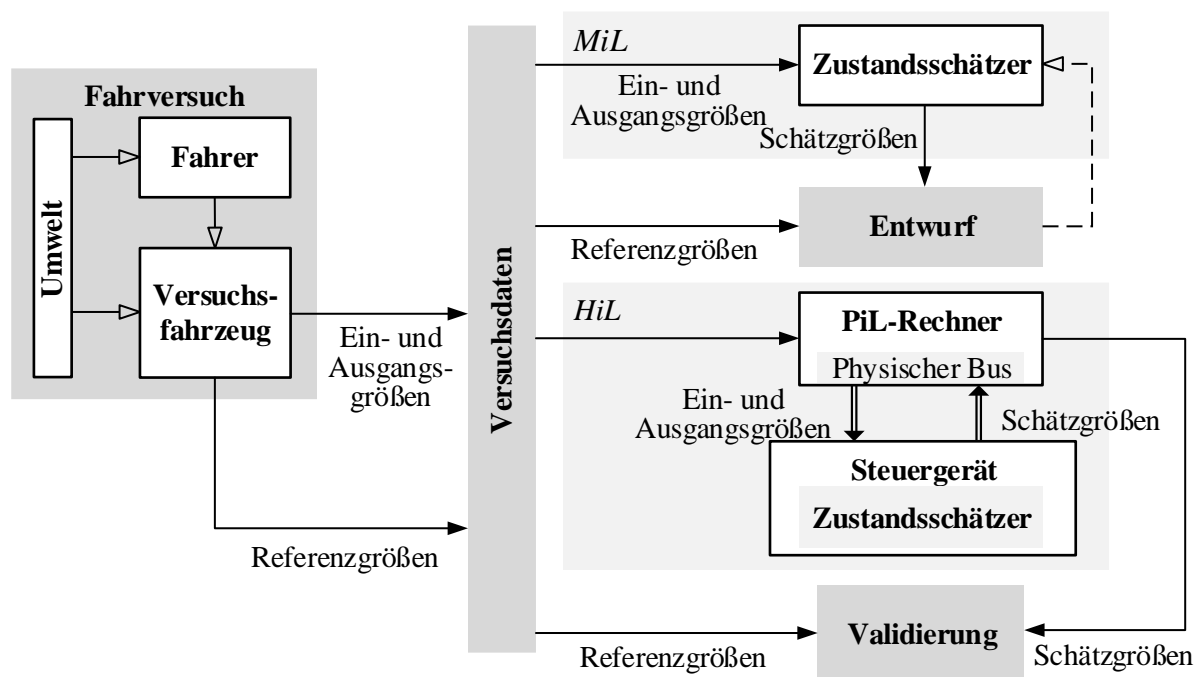 Fahrversuch
Umwelt
Fahrer
Versuchs-
fahrzeug
Ein- und
Ausgangs-
größen
Referenzgrößen
Versuchsdaten
MiL
Zustandsschätzer
Ein- und
Ausgangsgrößen
Schätzgrößen
Entwurf
Referenzgrößen
HiL
PiL-Rechner
Physischer Bus
Ein- und
Ausgangsgrößen
Schätzgrößen
Steuergerät
Zustandsschätzer
Validierung
Referenzgrößen
Schätzgrößen